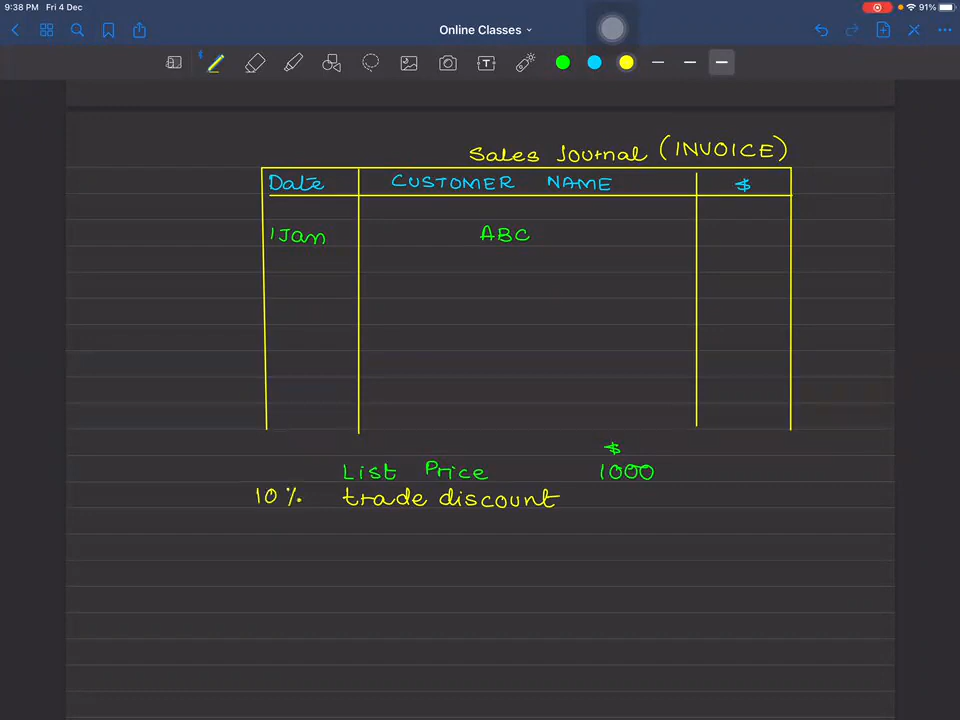 9:38 PM Fri 4 Dec 91%
Online Classes
Sales Journal (INVOICE)
Date CUSTOMER NAME $
1Jan ABC
$
List Price 1000
10% trade discount